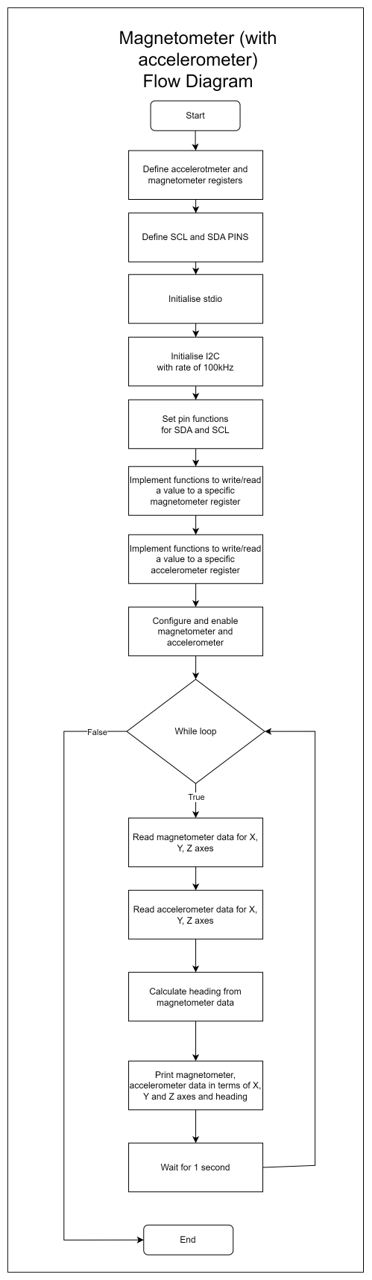 Magnetometer (with
accelerometer)
Flow Diagram
Start
Define accelerotmeter and
magnetometer registers
Define SCL and SDA PINS
Initialise stdio
Initialise I2C
with rate of 100kHz
Set pin functions
for SDA and SCL
Implement functions to write/read
a value to a specific
magnetometer register
Implement functions to write/read
a value to a specific
accelerometer register
Configure and enable
magnetometer and
accelerometer
While loop
False
True
Read magnetometer data for X,
Y, Z axes
Read accelerometer data for X,
Y, Z axes
Calculate heading from
magnetometer data
Print magnetometer,
accelerometer data in terms of X,
Y and Z axes and heading
Wait for 1 second
End